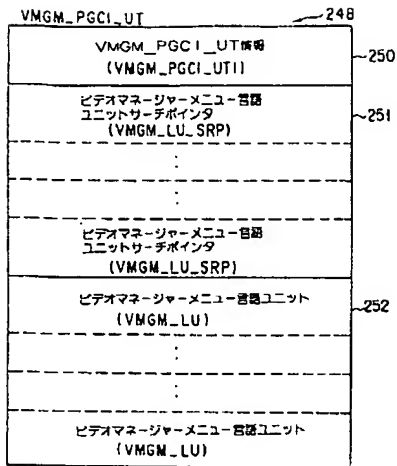 VMGM_PGCI_UT 248
VMGM_PGCI_UT情報
(VMGM_PGCI_UTI)
250
ビデオマネージャーメニュー言語
ユニットサーチポインタ
(VMGM_LU_SRP)
251
ビデオマネージャーメニュー言語
ユニットサーチポインタ
(VMGM_LU_SRP)
ビデオマネージャーメニュー言語ユニット
(VMGM_LU)
252
ビデオマネージャーメニュー言語ユニット
(VMGM_LU)